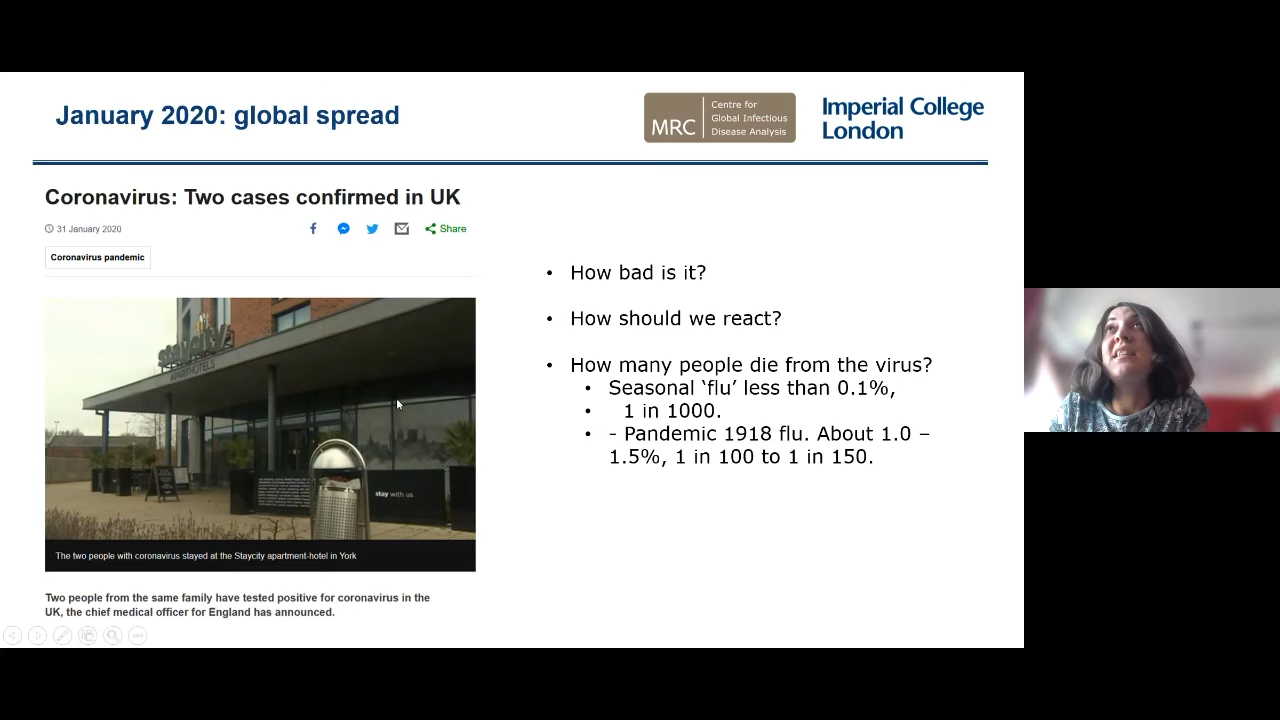 January 2020: global spread
MRC
Centre for
Global Infectious
Disease Analysis
Imperial College
London
Coronavirus: Two cases confirmed in UK
31 January 2020
Share
Coronavirus pandemic
staycity
APARTHOTELS
stay with us
The two people with coronavirus stayed at the Staycity apartment-hotel in York
Two people from the same family have tested positive for coronavirus in the
UK, the chief medical officer for England has announced.
• How bad is it?
• How should we react?
• How many people die from the virus?
• Seasonal ‘flu’ less than 0.1%,
• 1 in 1000.
• - Pandemic 1918 flu. About 1.0 –
1.5%, 1 in 100 to 1 in 150.